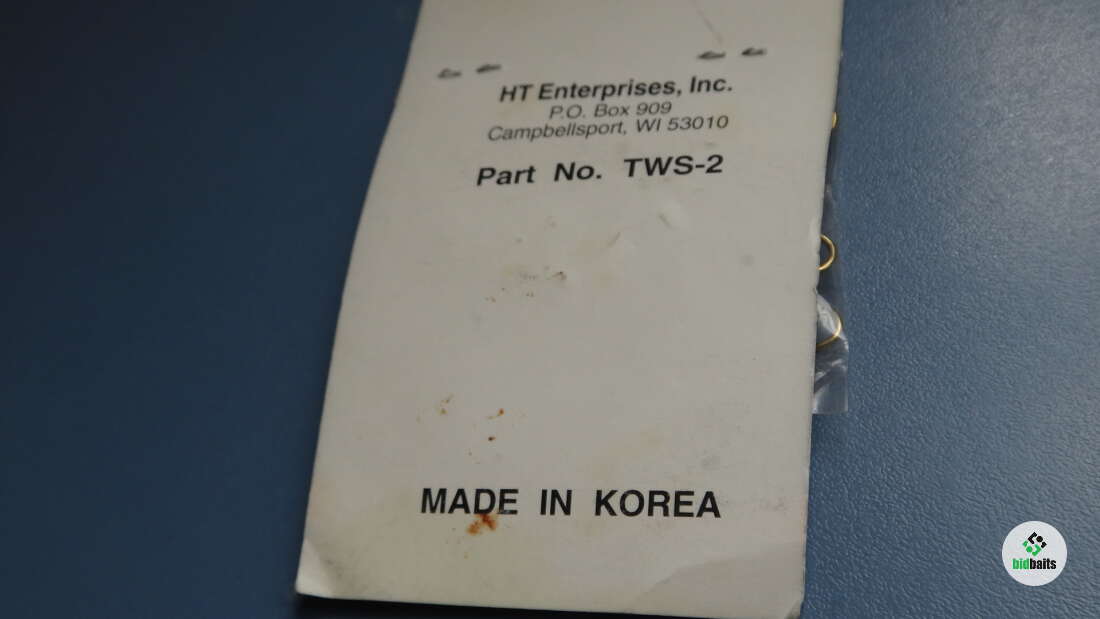 HT Enterprises, Inc.
P.O. Box 909
Campbellsport, WI 53010
Part No. TWS-2
MADE IN KOREA
bidbaits